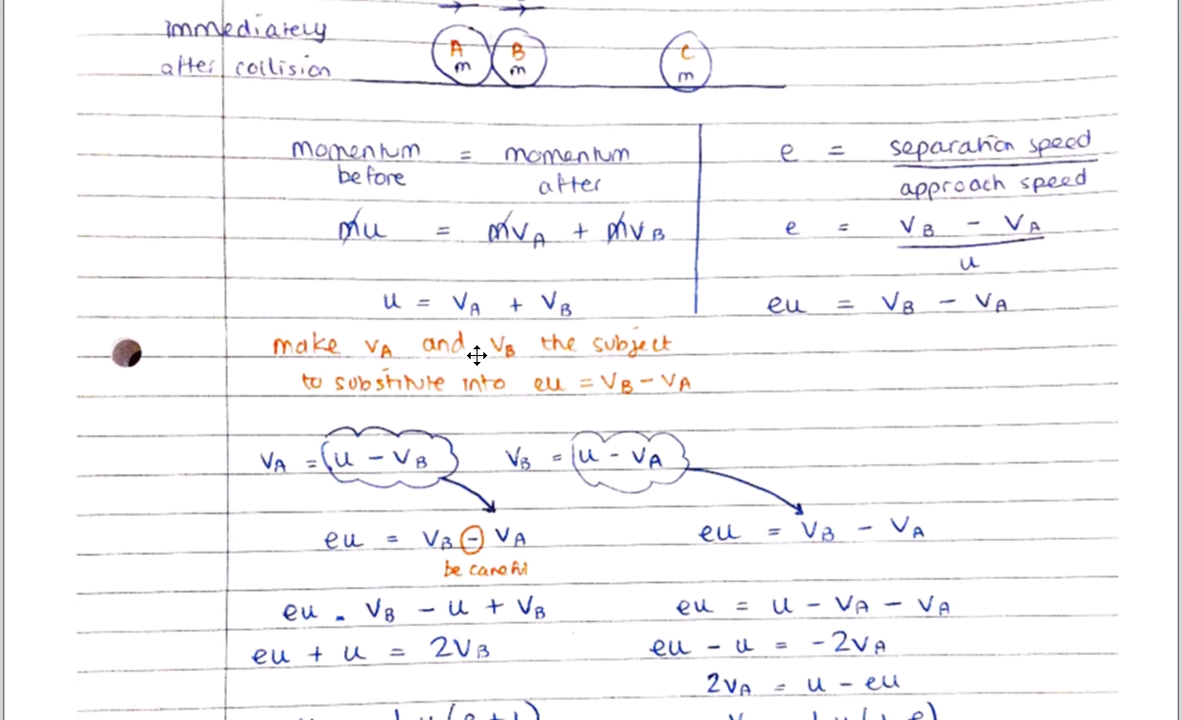 immediately
after collision
A B C
m m m
momentum = momentum
before after
mu = mvA + mvB
u = vA + vB
e = separation speed
approach speed
e = vB - vA
u
eu = vB - vA
make vA and vB the subject
to substitute into eu = vB - vA
vA = (u - vB) vB = (u - vA)
eu = vB - vA
be careful
eu = vB - u + vB
eu + u = 2vB
eu = vB - vA
eu = u - vA - vA
eu - u = -2vA
2vA = u - eu